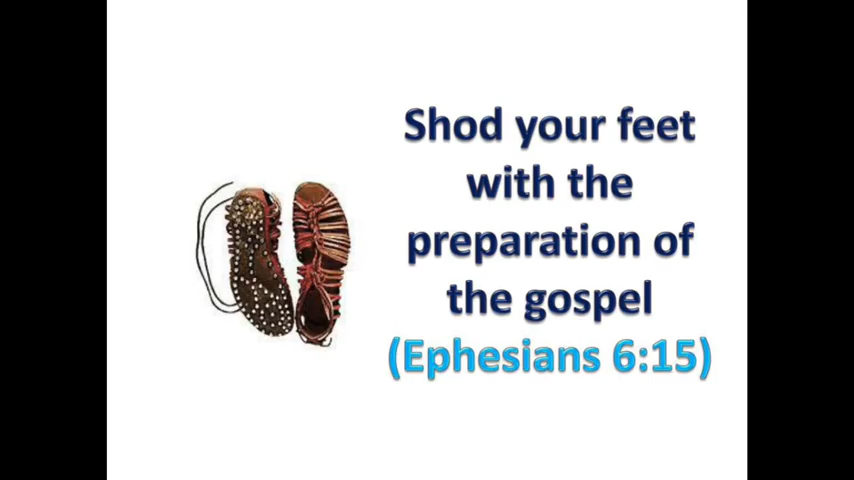 Shod your feet
with the
preparation of
the gospel
(Ephesians 6:15)